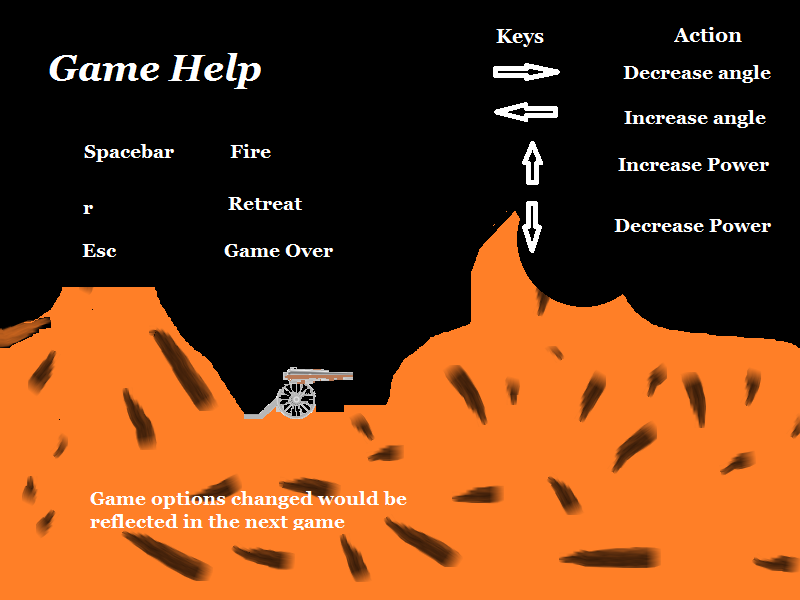 Game Help
Spacebar Fire
r Retreat
Esc Game Over
Keys Action
Decrease angle
Increase angle
Increase Power
Decrease Power
Game options changed would be
reflected in the next game